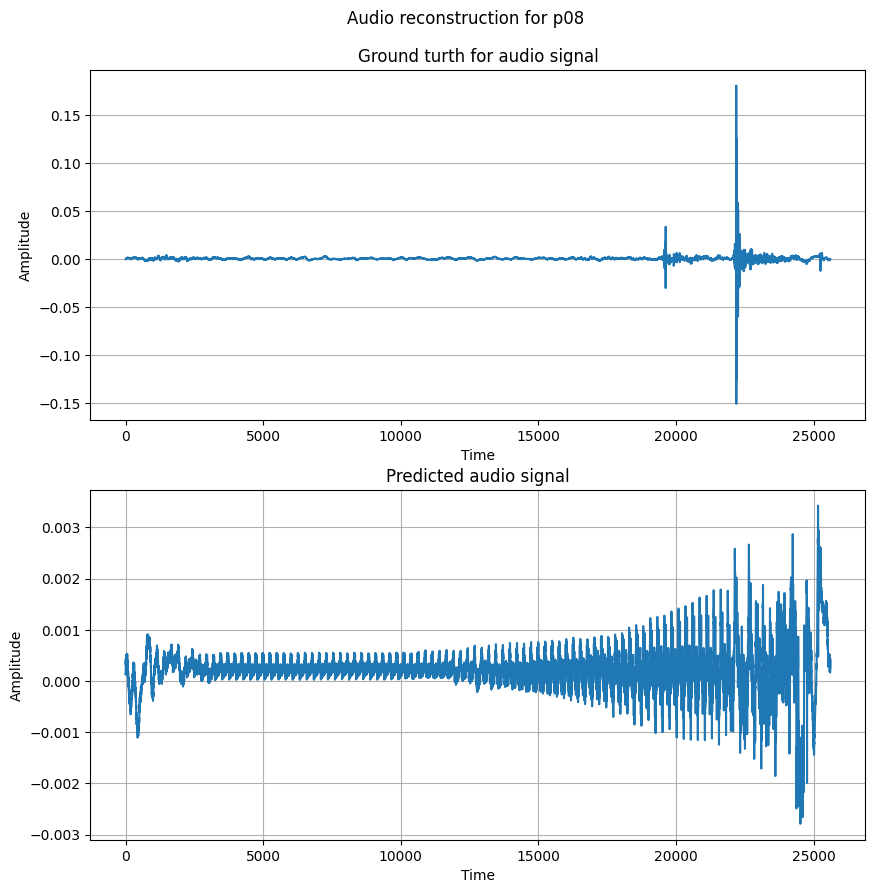 Audio reconstruction for p08
Ground turth for audio signal
0.15
0.10
0.05
0.00
−0.05
−0.10
−0.15
Amplitude
0 5000 10000 15000 20000 25000
Time
Predicted audio signal
0.003
0.002
0.001
0.000
−0.001
−0.002
−0.003
Amplitude
0 5000 10000 15000 20000 25000
Time